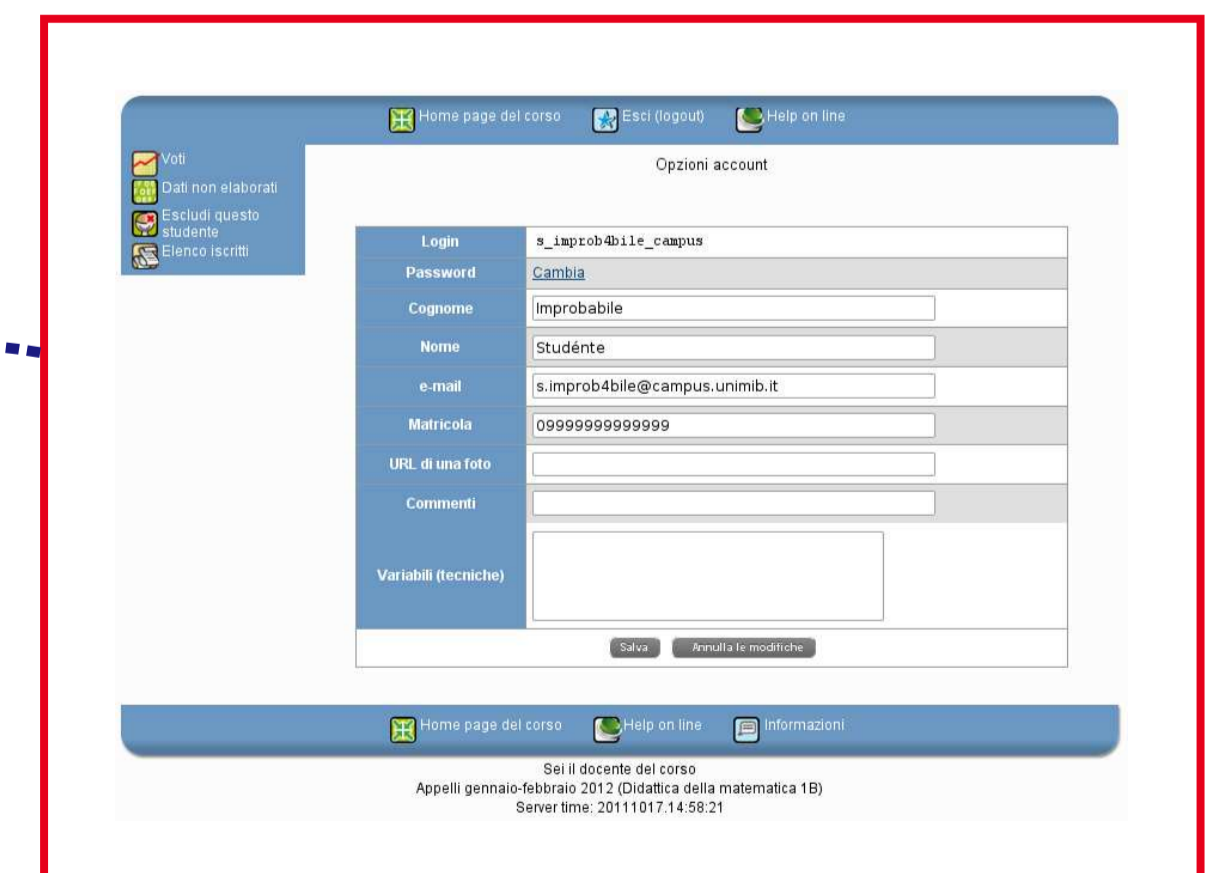 Home page del corso Esci (logout) Help on line
Voti
Dati non elaborati
Escludi questo
studente
Elenco iscritti
Opzioni account
Login s_improb4bile_campus
Password Cambia
Cognome Improbabile
Nome Studénte
e-mail s.improb4bile@campus.unimib.it
Matricola 09999999999999
URL di una foto
Commenti
Variabili (tecniche)
Salva Annulla le modifiche
Home page del corso Help on line Informazioni
Sei il docente del corso
Appelli gennaio-febbraio 2012 (Didattica della matematica 1B)
Server time: 20111017.14:58:21